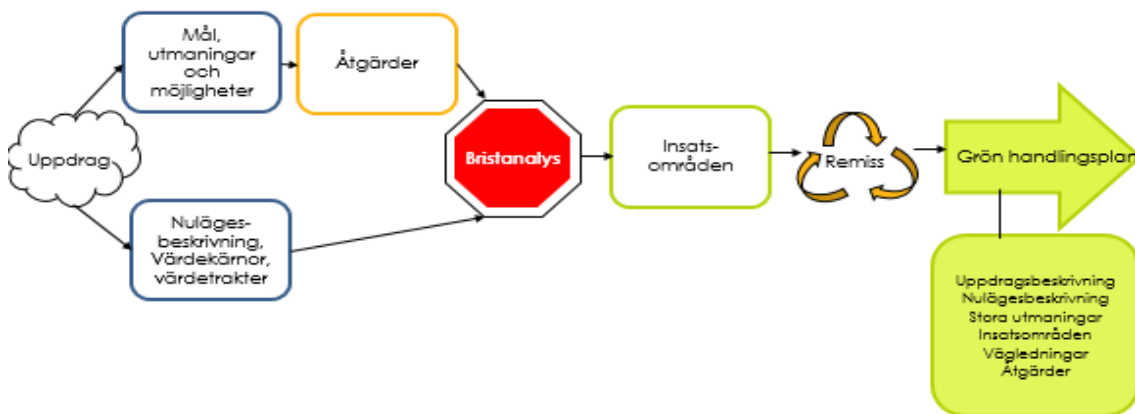 Mål,
utmaningar
och
möjligheter
Åtgärder
Uppdrag
Bristanalys
Insats-
områden
Remiss
Grön handlingsplan
Nuläges-
beskrivning,
Värdekärnor,
värdetrakter
Uppdragsbeskrivning
Nulägesbeskrivning
Stora utmaningar
Insatsområden
Vägledningar
Åtgärder